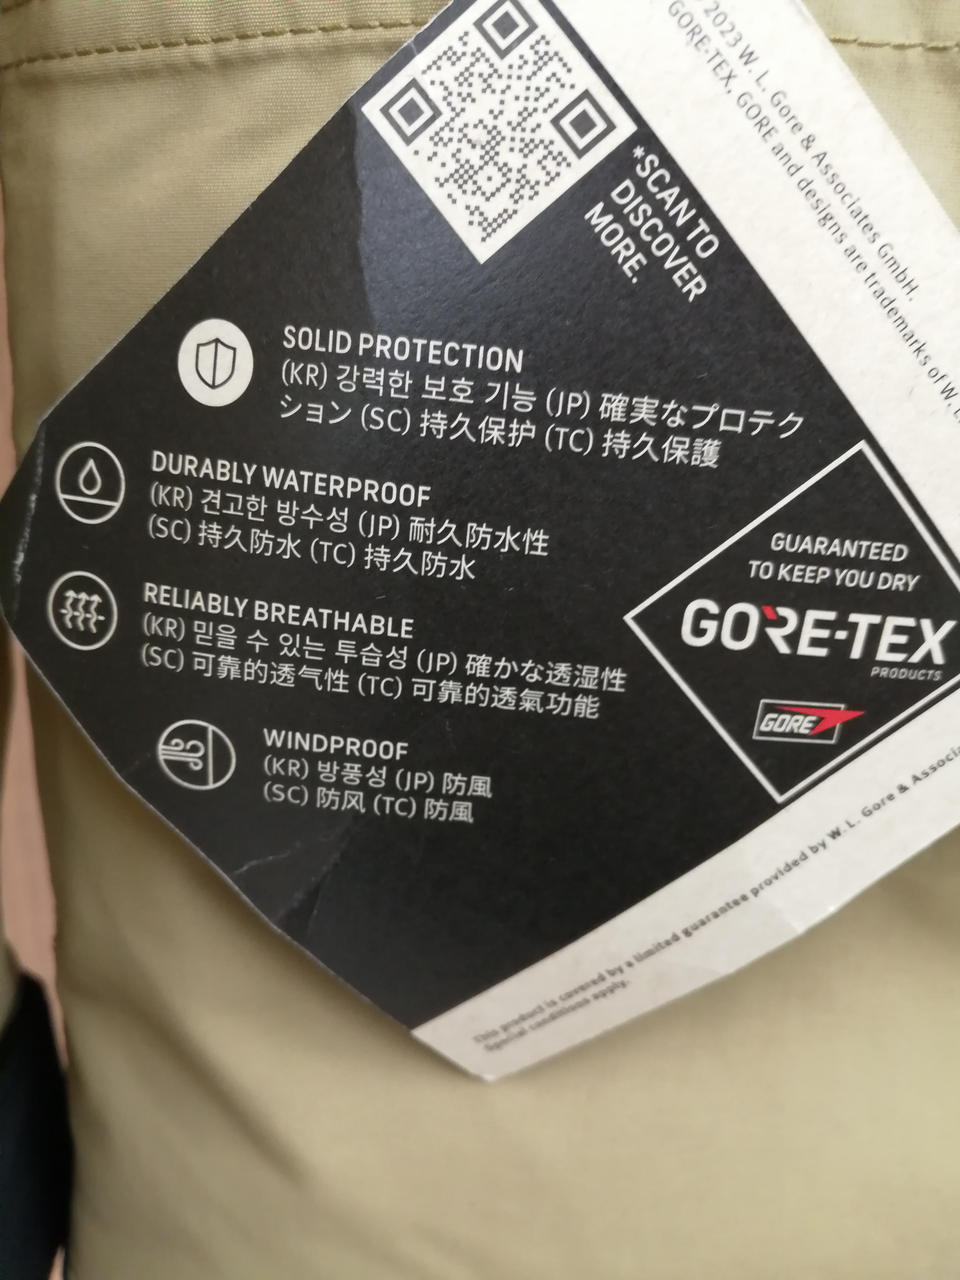 © 2023 W. L. Gore & Associates GmbH.
GORE-TEX, GORE and designs are trademarks of W. L.
*SCAN TO
DISCOVER
MORE.
SOLID PROTECTION
(KR) 강력한 보호 기능 (JP) 確実なプロテク
ション (SC) 持久保护 (TC) 持久保護
DURABLY WATERPROOF
(KR) 견고한 방수성 (JP) 耐久防水性
(SC) 持久防水 (TC) 持久防水
RELIABLY BREATHABLE
(KR) 믿을 수 있는 투습성 (JP) 確かな透湿性
(SC) 可靠的透气性 (TC) 可靠的透氣功能
WINDPROOF
(KR) 방풍성 (JP) 防風
(SC) 防风 (TC) 防風
GUARANTEED
TO KEEP YOU DRY
GORE-TEX
PRODUCTS
GORE
This product is covered by a limited guarantee provided by W. L. Gore & Associa
Special conditions apply.